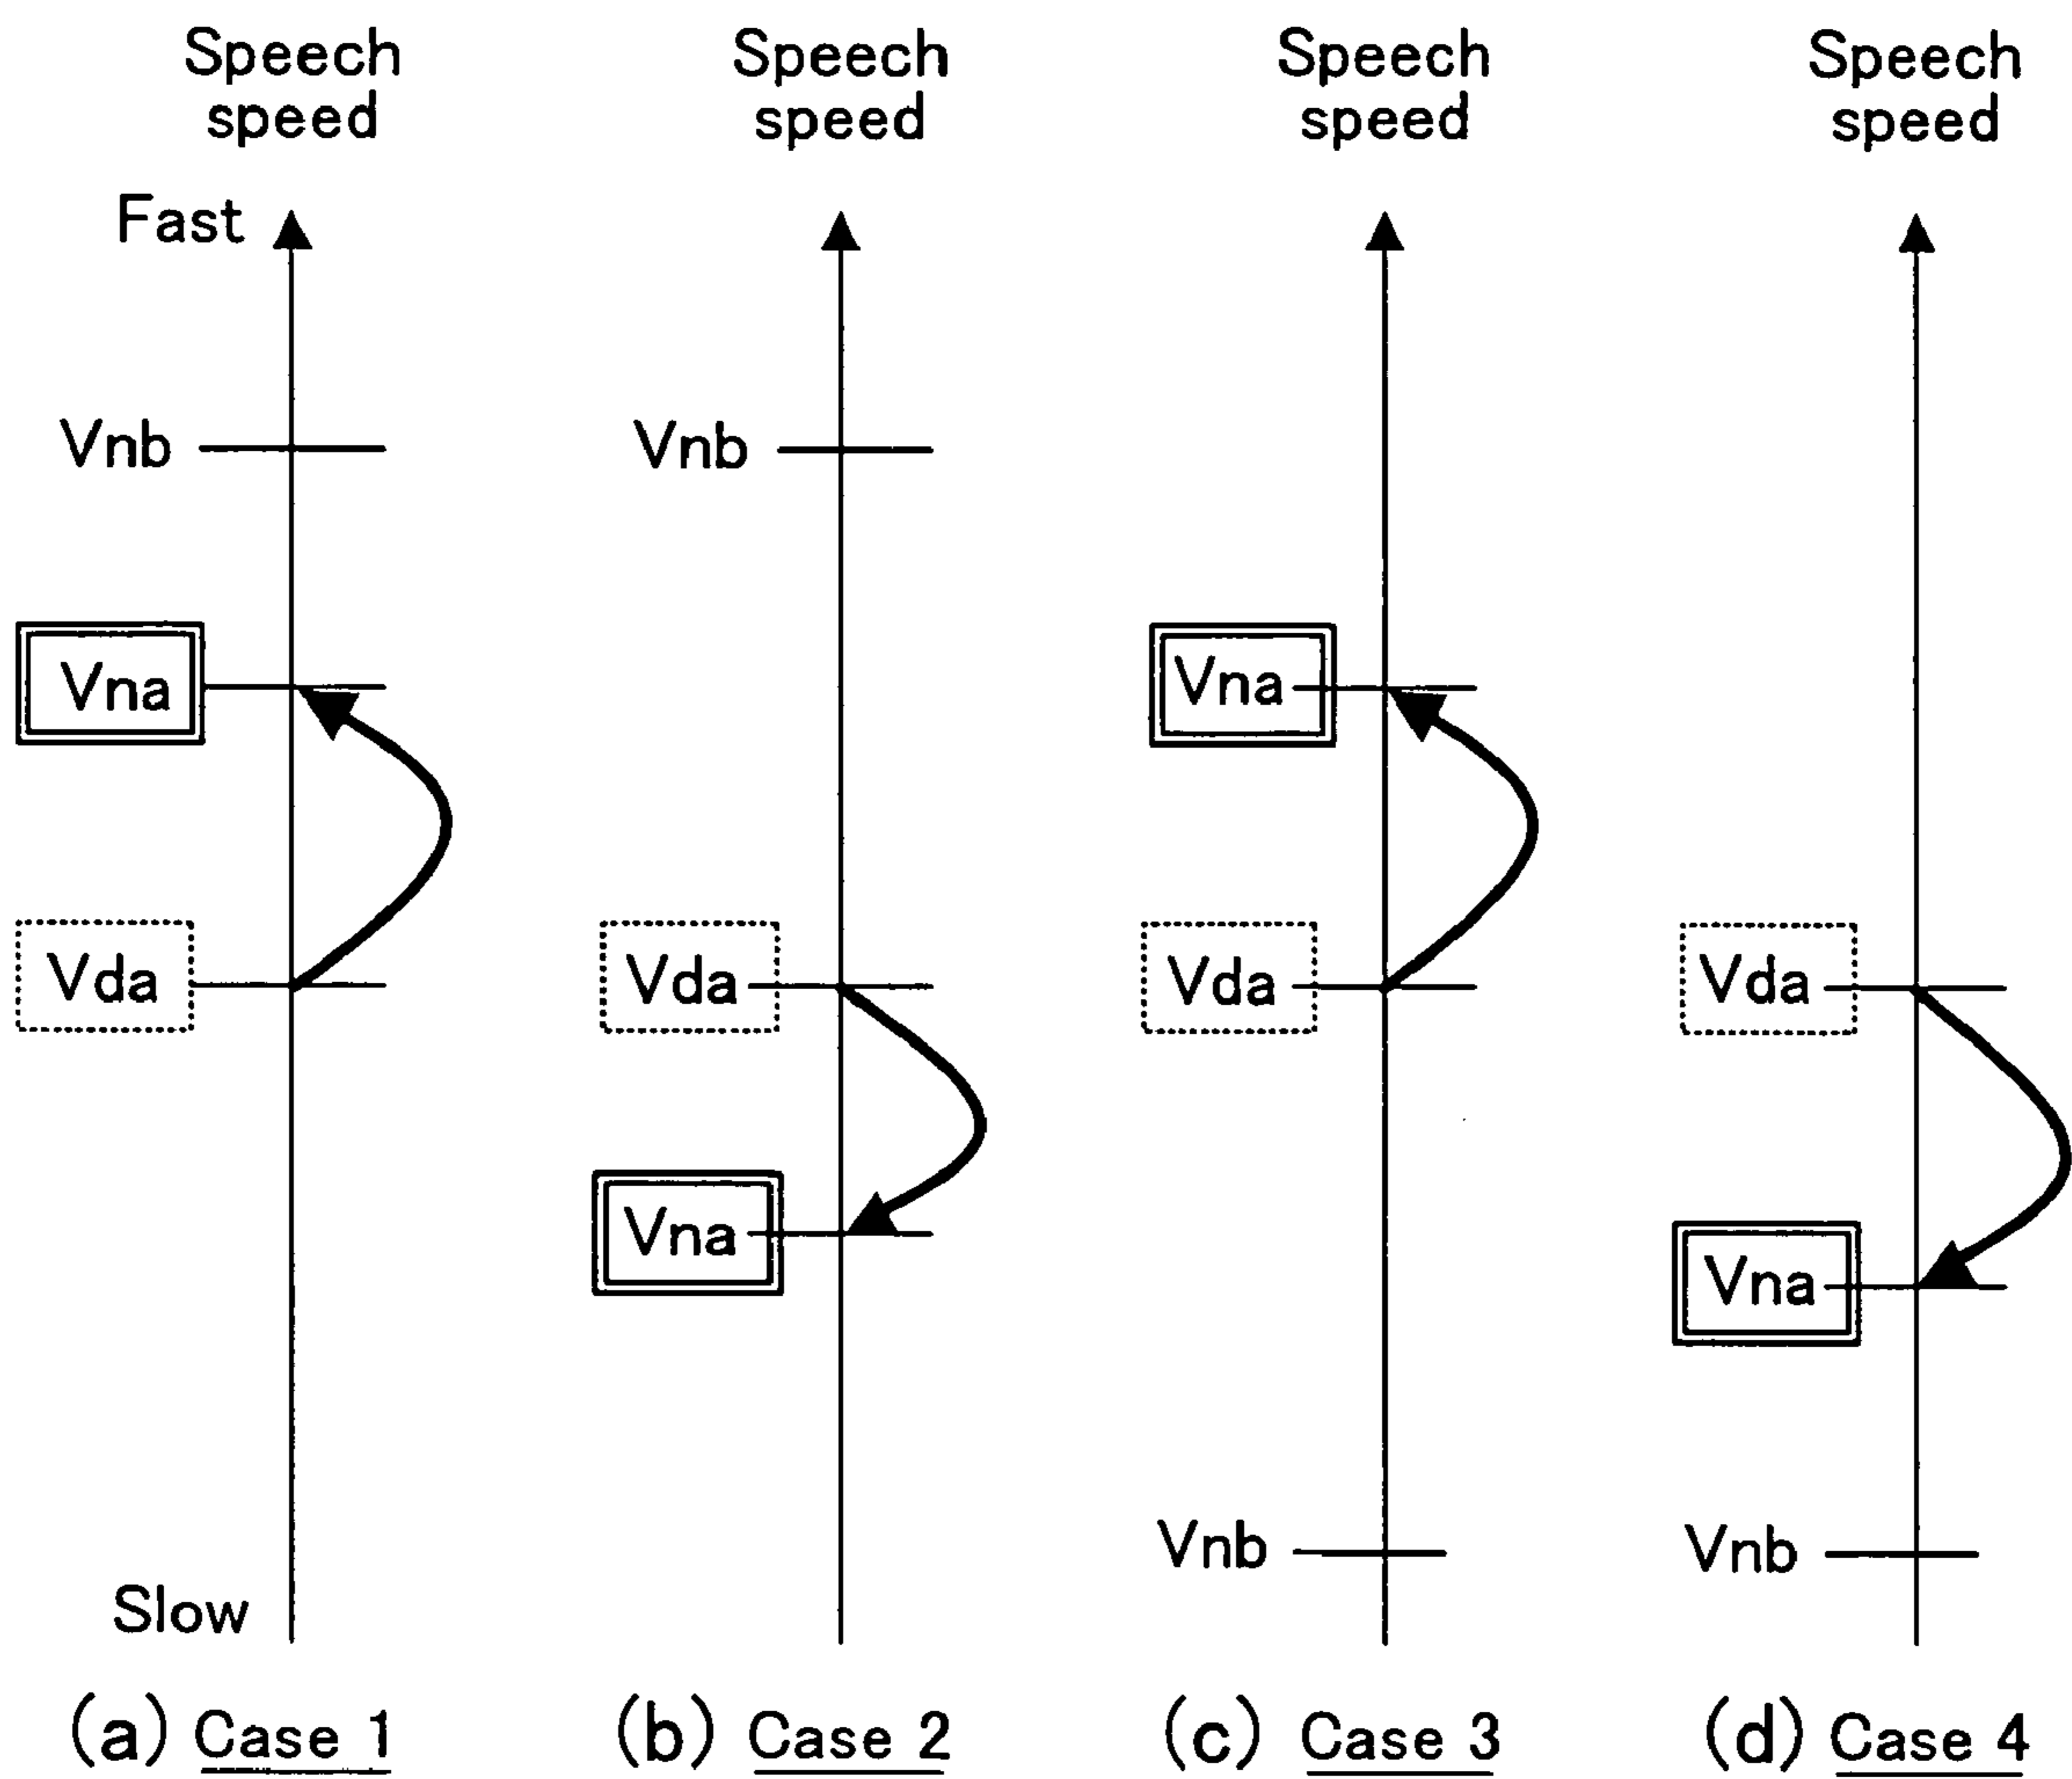 Speech
speed
Speech
speed
Speech
speed
Speech
speed
Fast
Vnb
Vna
Vda
Slow
(a) Case 1
Vnb
Vda
Vna
(b) Case 2
Vna
Vda
Vnb
(c) Case 3
Vda
Vna
Vnb
(d) Case 4